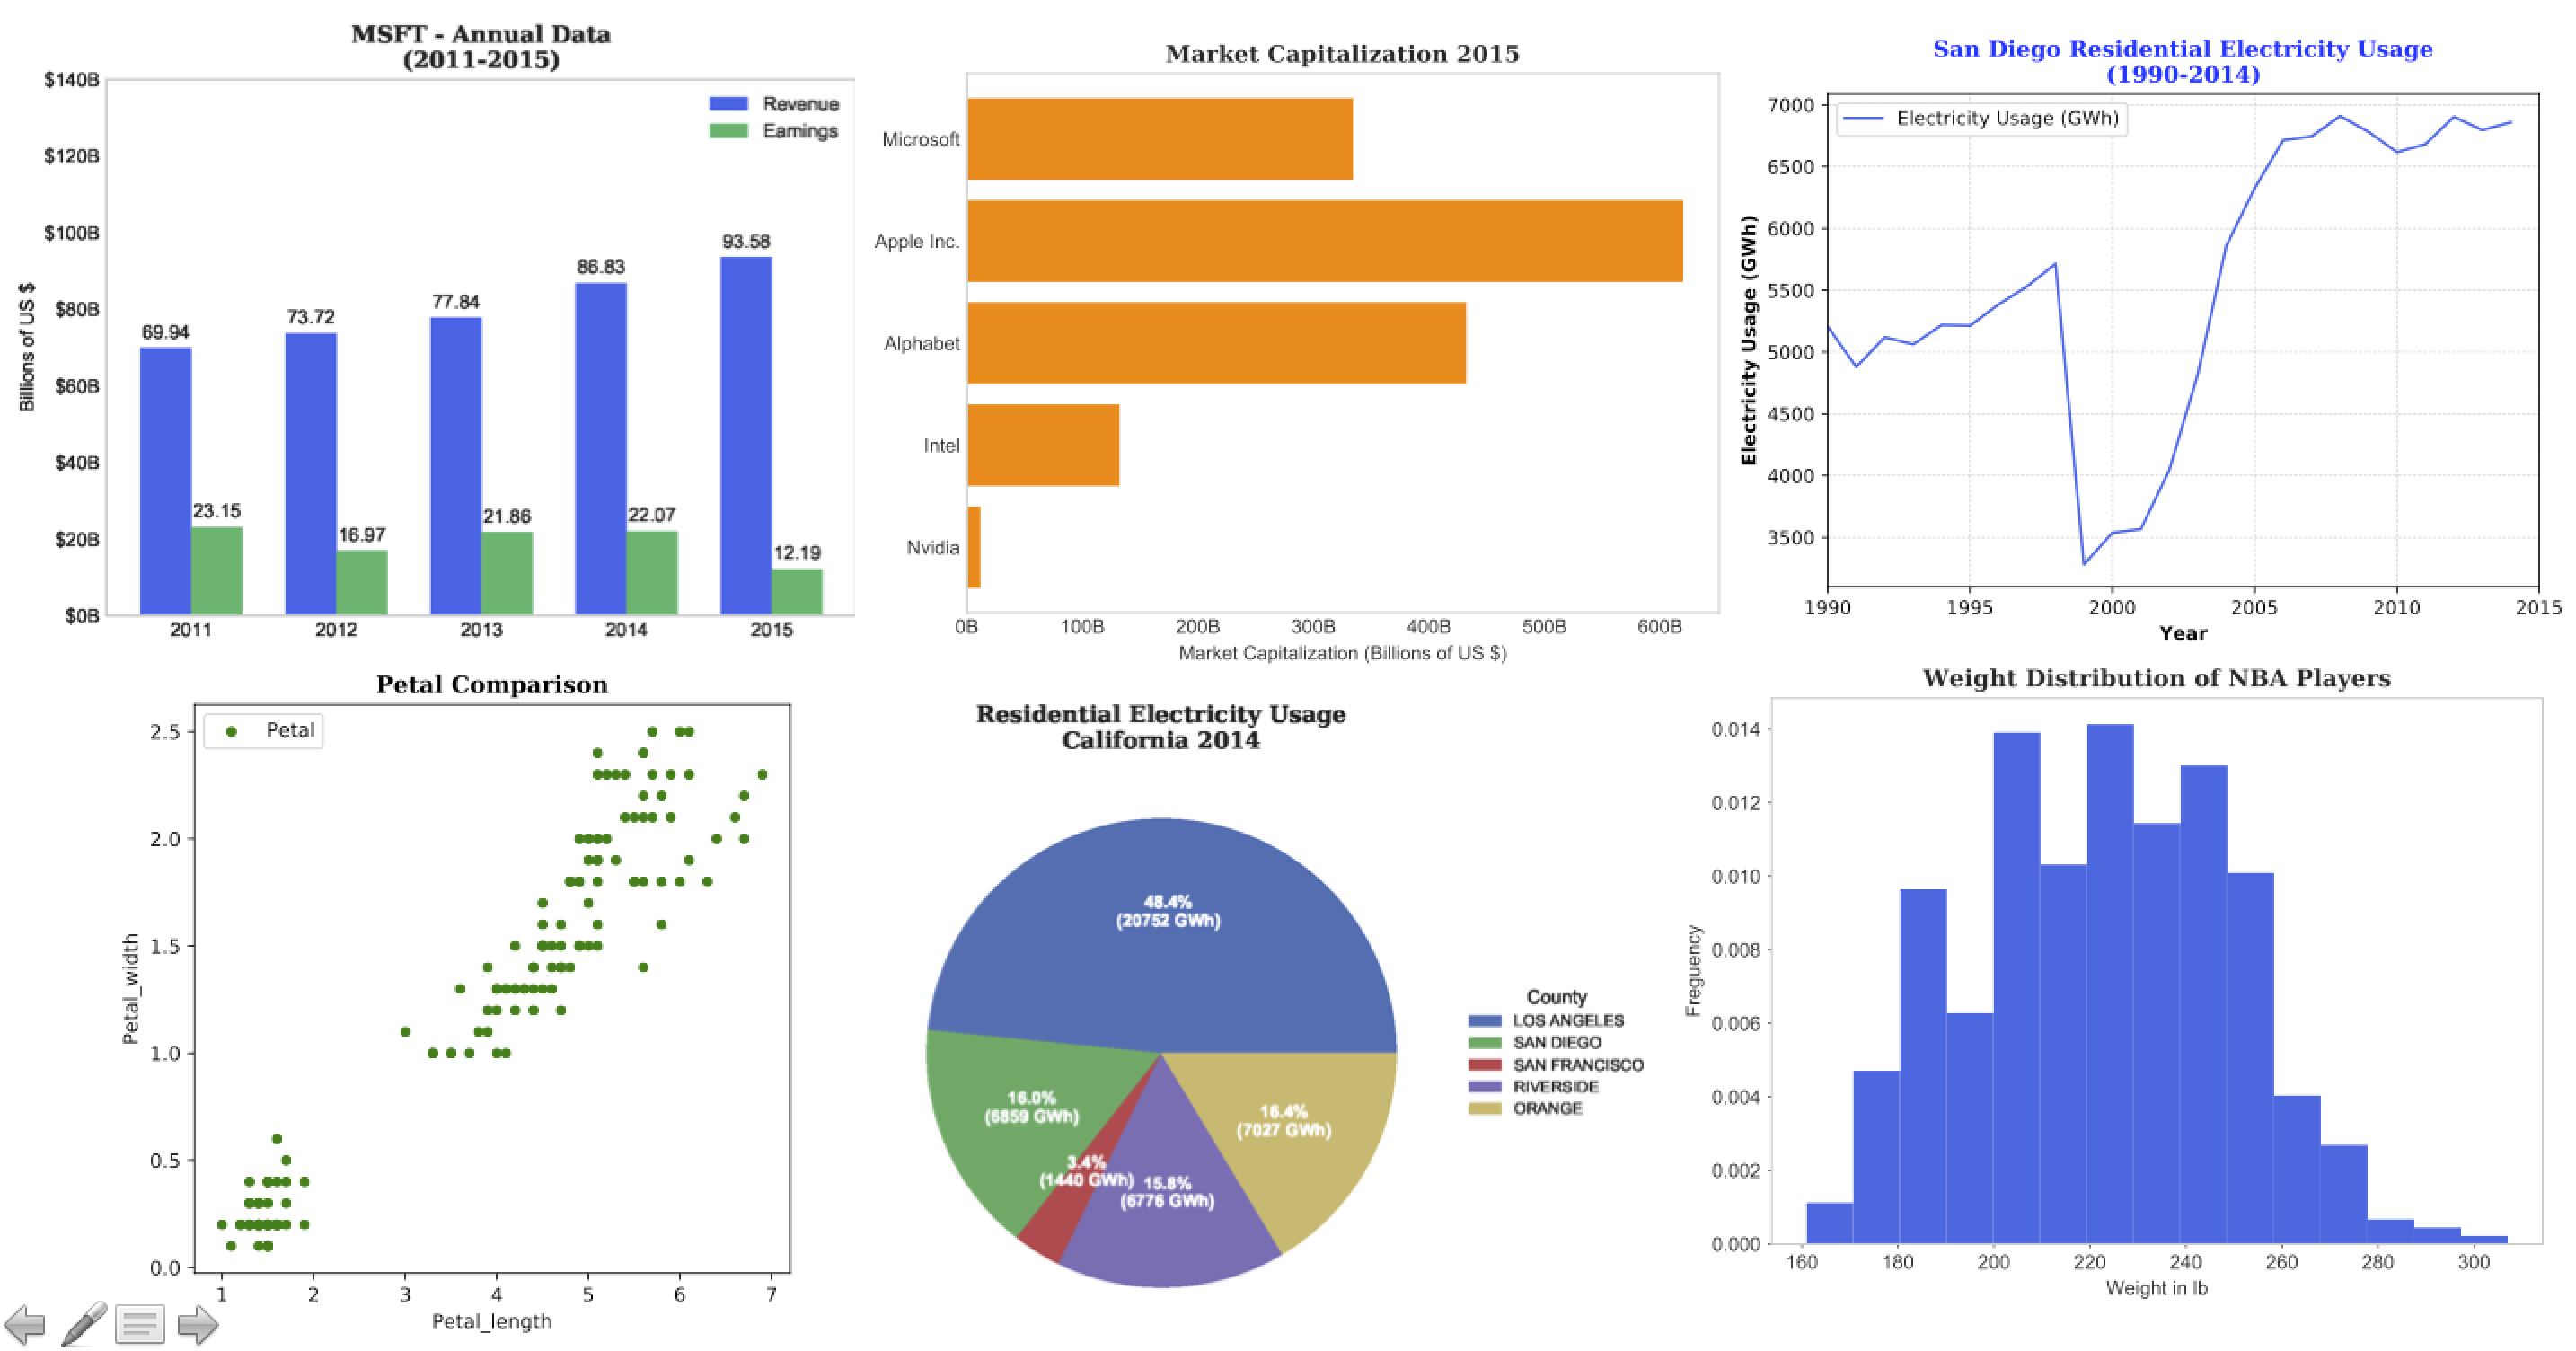 MSFT - Annual Data
(2011-2015)
$140B
$120B
$100B
$80B
$60B
$40B
$20B
$0B
Billions of US $
Revenue
Earnings
69.94
23.15
73.72
16.97
77.84
21.86
86.83
22.07
93.58
12.19
2011 2012 2013 2014 2015
Market Capitalization 2015
Microsoft
Apple Inc.
Alphabet
Intel
Nvidia
0B 100B 200B 300B 400B 500B 600B
Market Capitalization (Billions of US $)
San Diego Residential Electricity Usage
(1990-2014)
Electricity Usage (GWh)
7000
6500
6000
5500
5000
4500
4000
3500
Electricity Usage (GWh)
1990 1995 2000 2005 2010 2015
Year
Petal Comparison
Petal
2.5
2.0
1.5
1.0
0.5
0.0
Petal_width
1 2 3 4 5 6 7
Petal_length
Residential Electricity Usage
California 2014
48.4%
(20752 GWh)
16.0%
(6859 GWh)
3.4%
(1440 GWh)
15.8%
(6776 GWh)
16.4%
(7027 GWh)
County
LOS ANGELES
SAN DIEGO
SAN FRANCISCO
RIVERSIDE
ORANGE
Weight Distribution of NBA Players
0.014
0.012
0.010
0.008
0.006
0.004
0.002
0.000
Freguency
160 180 200 220 240 260 280 300
Weight in lb